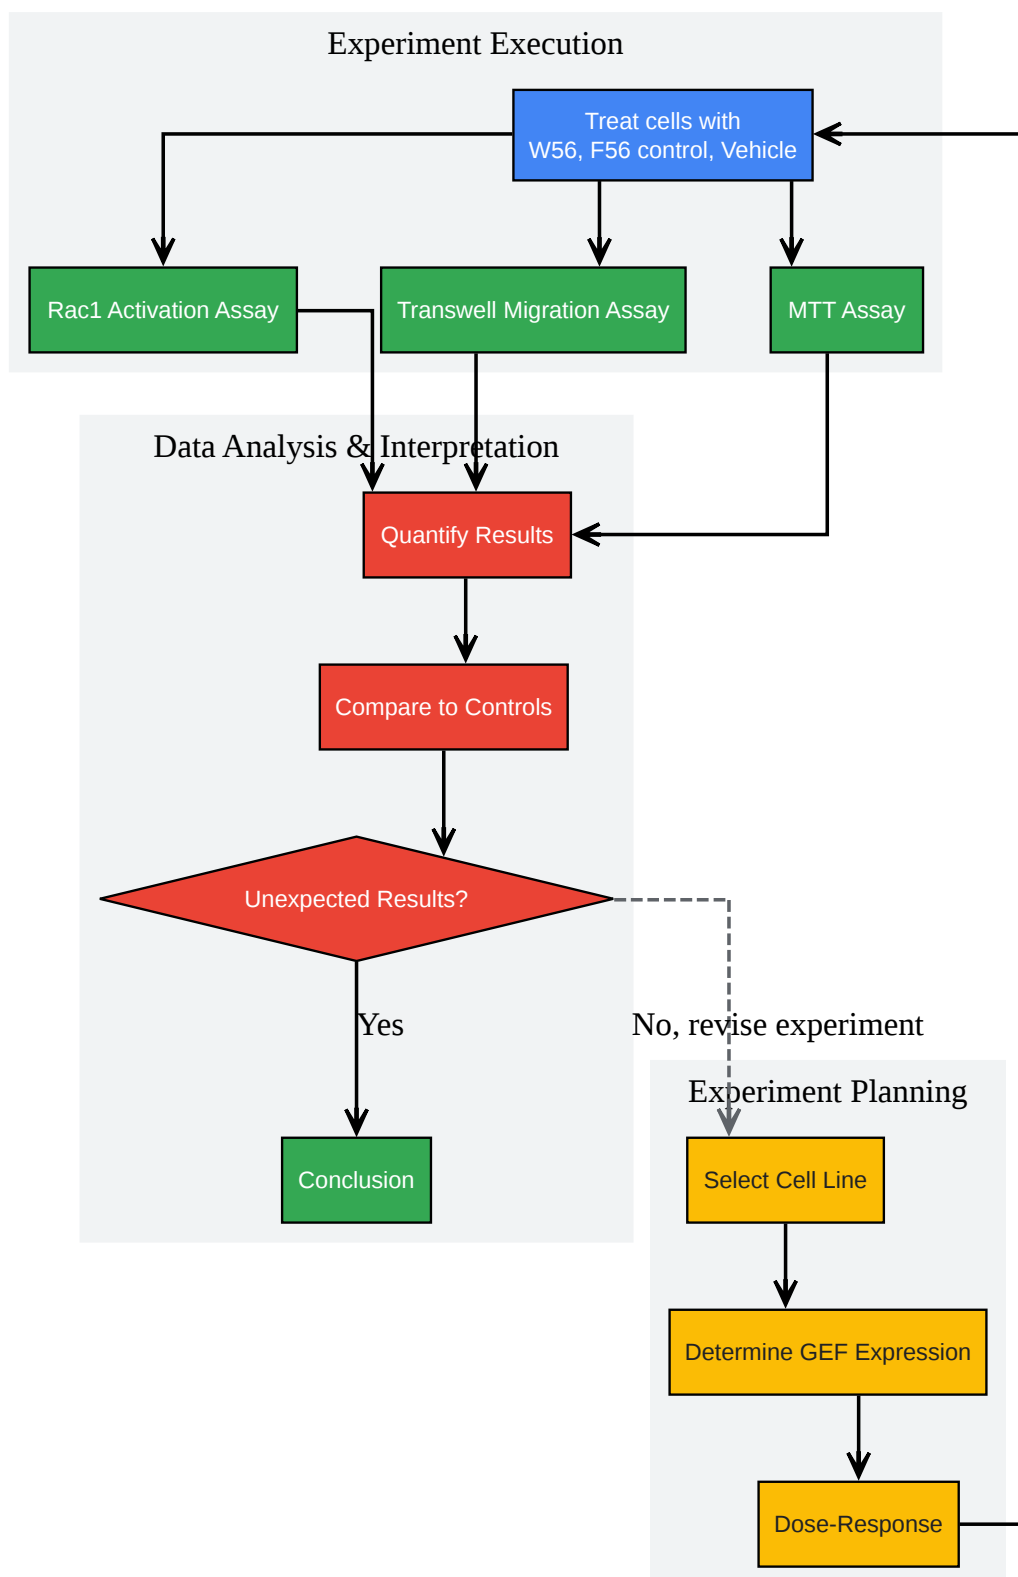 Experiment Execution
Treat cells with
W56, F56 control, Vehicle
Rac1 Activation Assay
Transwell Migration Assay
MTT Assay
Data Analysis & Interpretation
Quantify Results
Compare to Controls
Unexpected Results?
Yes
No, revise experiment
Experiment Planning
Conclusion
Select Cell Line
Determine GEF Expression
Dose-Response